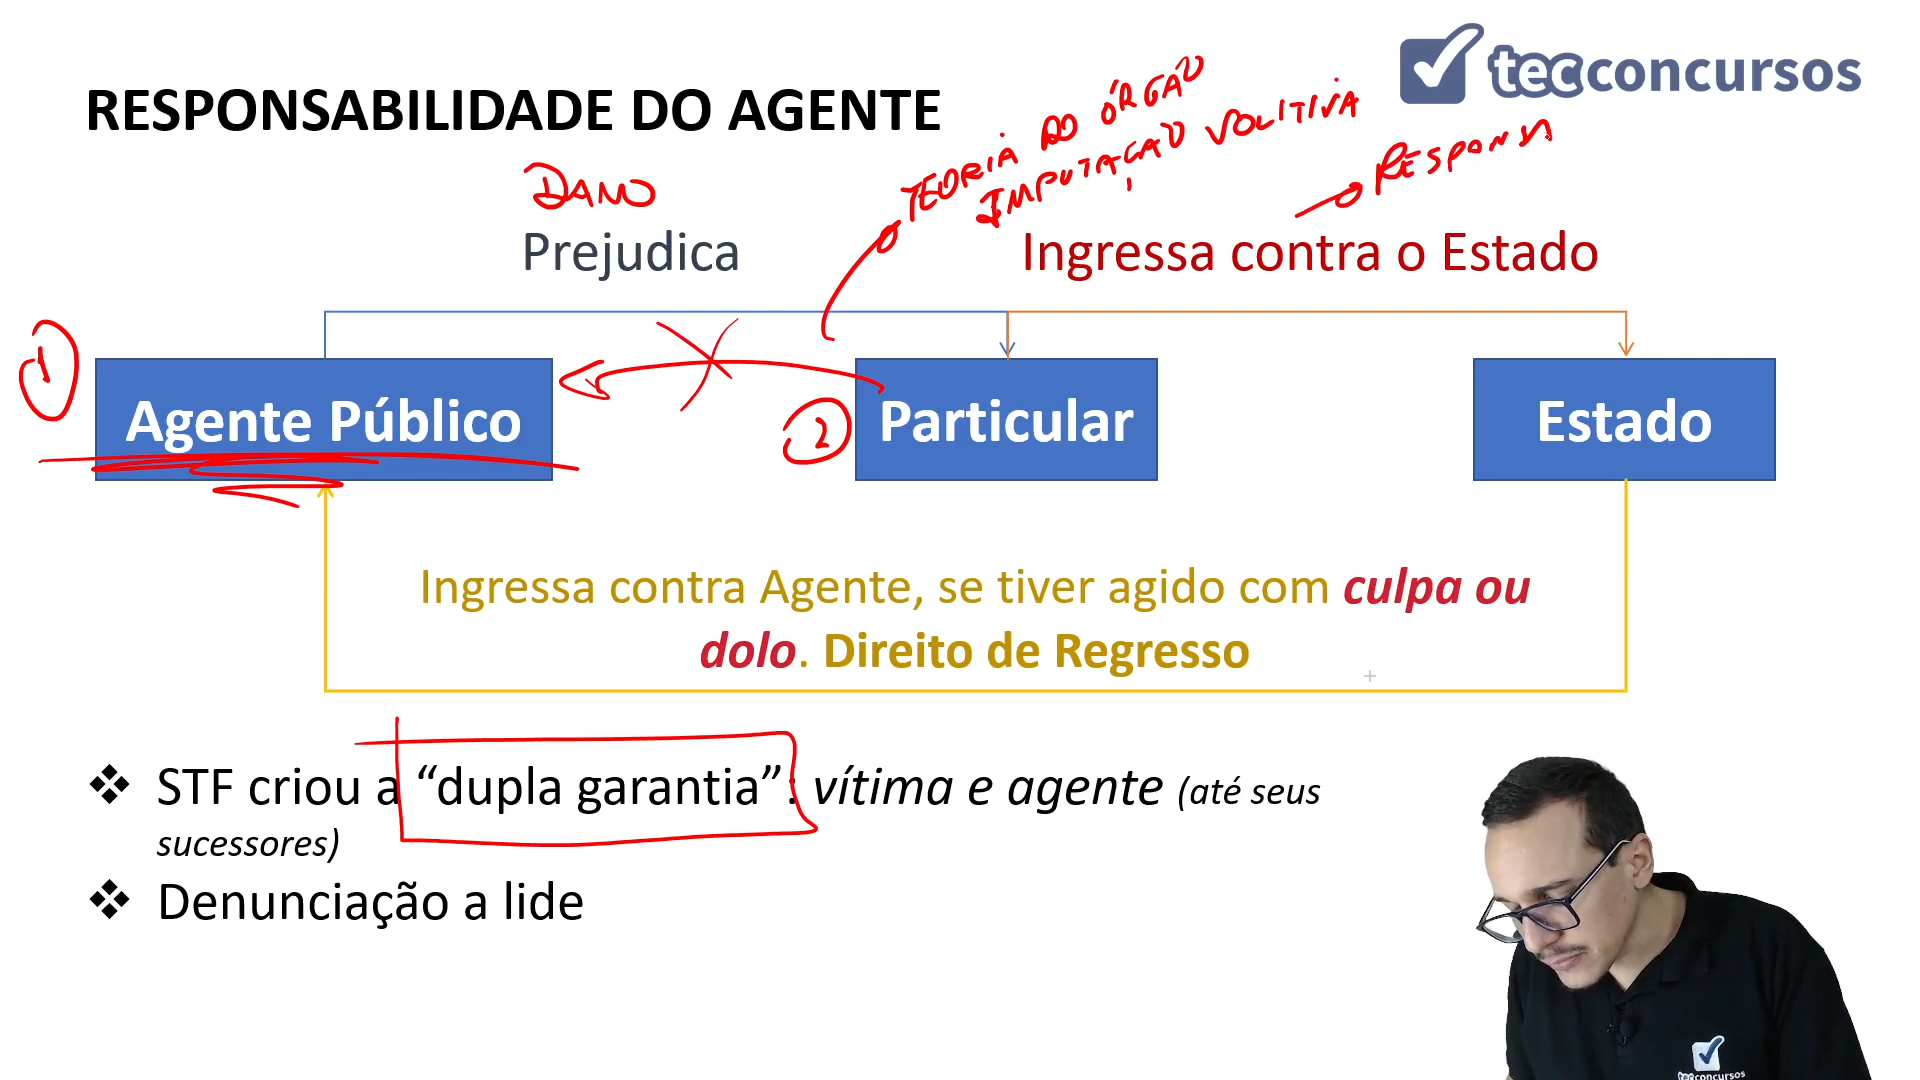 tecconcursos
RESPONSABILIDADE DO AGENTE
TEORIA DO ÓRGÃO
IMPUTAÇÃO VOLITIVA
RESPONSA
DANO
Prejudica
Ingressa contra o Estado
1
Agente Público
2
Particular
Estado
Ingressa contra Agente, se tiver agido com culpa ou
dolo. Direito de Regresso
❖ STF criou a “dupla garantia”: vítima e agente (até seus
sucessores)
❖ Denunciação a lide
tecconcursos